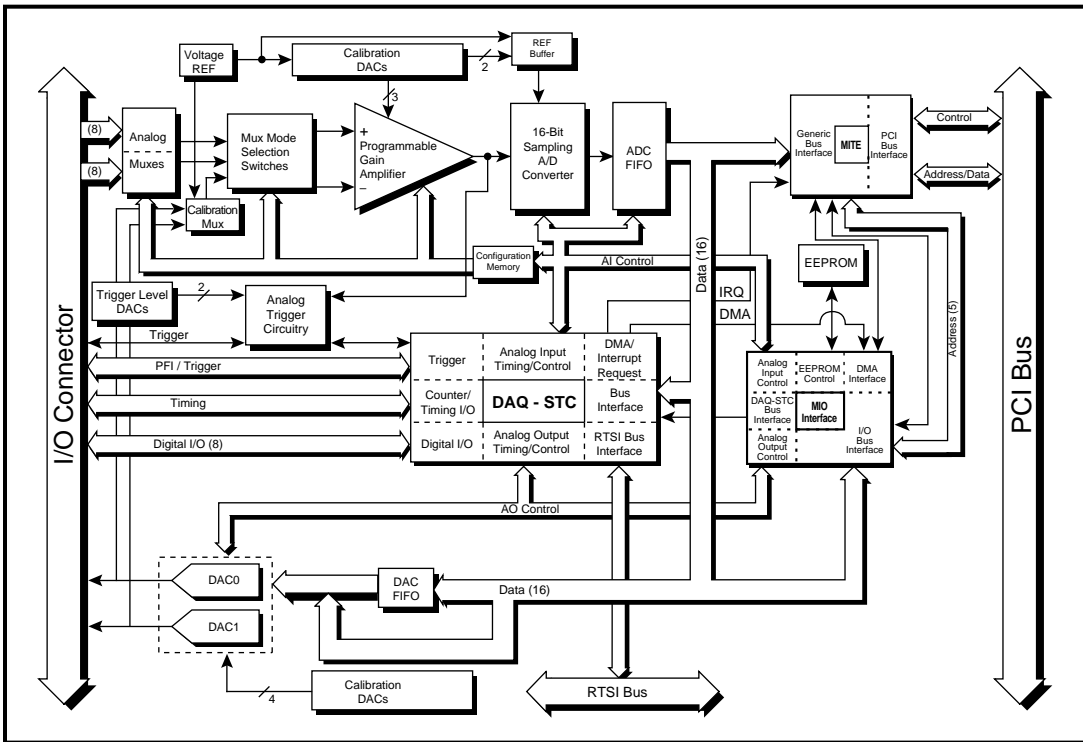 Voltage
REF
Calibration
DACs
2
REF
Buffer
3
(8)
(8)
Analog
Muxes
Mux Mode
Selection
Switches
+
Programmable
Gain
Amplifier
–
16-Bit
Sampling
A/D
Converter
ADC
FIFO
Generic
Bus
Interface
MITE
PCI
Bus
Interface
Control
Address/Data
Calibration
Mux
Configuration
Memory
AI Control
Data (16)
EEPROM
Trigger Level
DACs
2
Analog
Trigger
Circuitry
IRQ
DMA
Address (5)
I/O Connector
PCI Bus
Trigger
PFI / Trigger
Timing
Digital I/O (8)
Trigger
Analog Input
Timing/Control
DMA/
Interrupt
Request
Counter/
Timing I/O
DAQ - STC
Bus
Interface
Digital I/O
Analog Output
Timing/Control
RTSI Bus
Interface
Analog
Input
Control
EEPROM
Control
DMA
Interface
DAQ-STC
Bus
Interface
MIO
Interface
Analog
Output
Control
I/O
Bus
Interface
AO Control
DAC0
DAC1
DAC
FIFO
Data (16)
4
Calibration
DACs
RTSI Bus